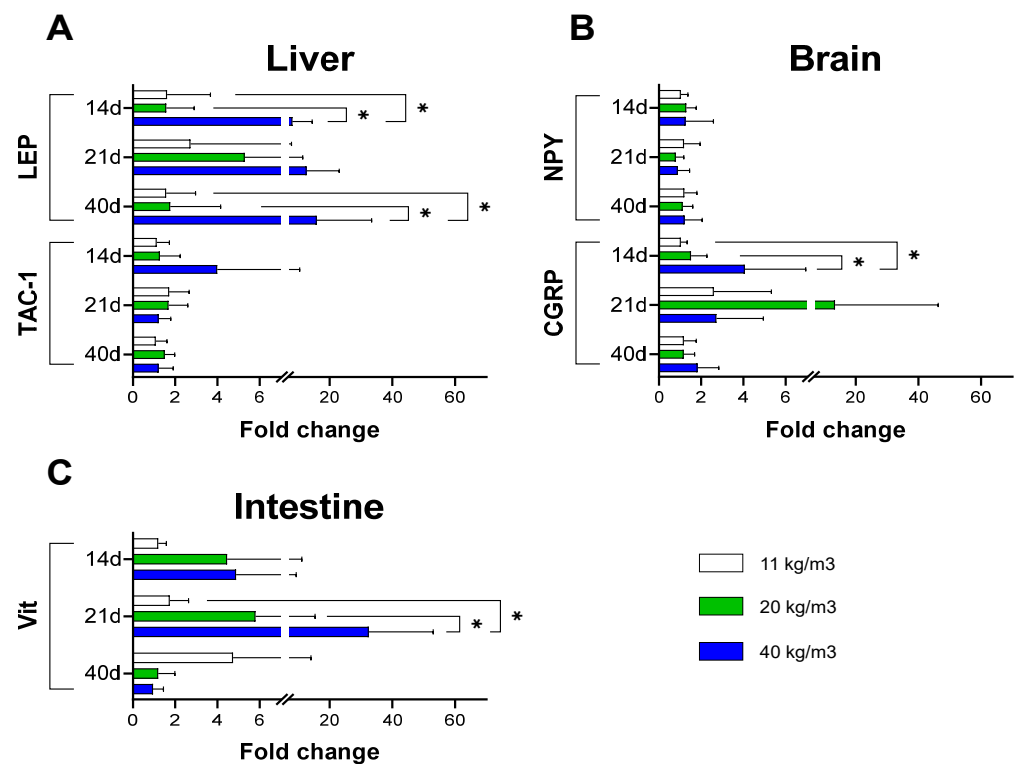 A
Liver
LEP
14d
*
*
21d
40d
*
*
TAC-1
14d
21d
40d
0 2 4 6 20 40 60
Fold change
B
Brain
NPY
14d
21d
40d
CGRP
14d
*
*
21d
40d
0 2 4 6 20 40 60
Fold change
C
Intestine
Vit
14d
21d
*
*
40d
0 2 4 6 20 40 60
Fold change
11 kg/m3
20 kg/m3
40 kg/m3